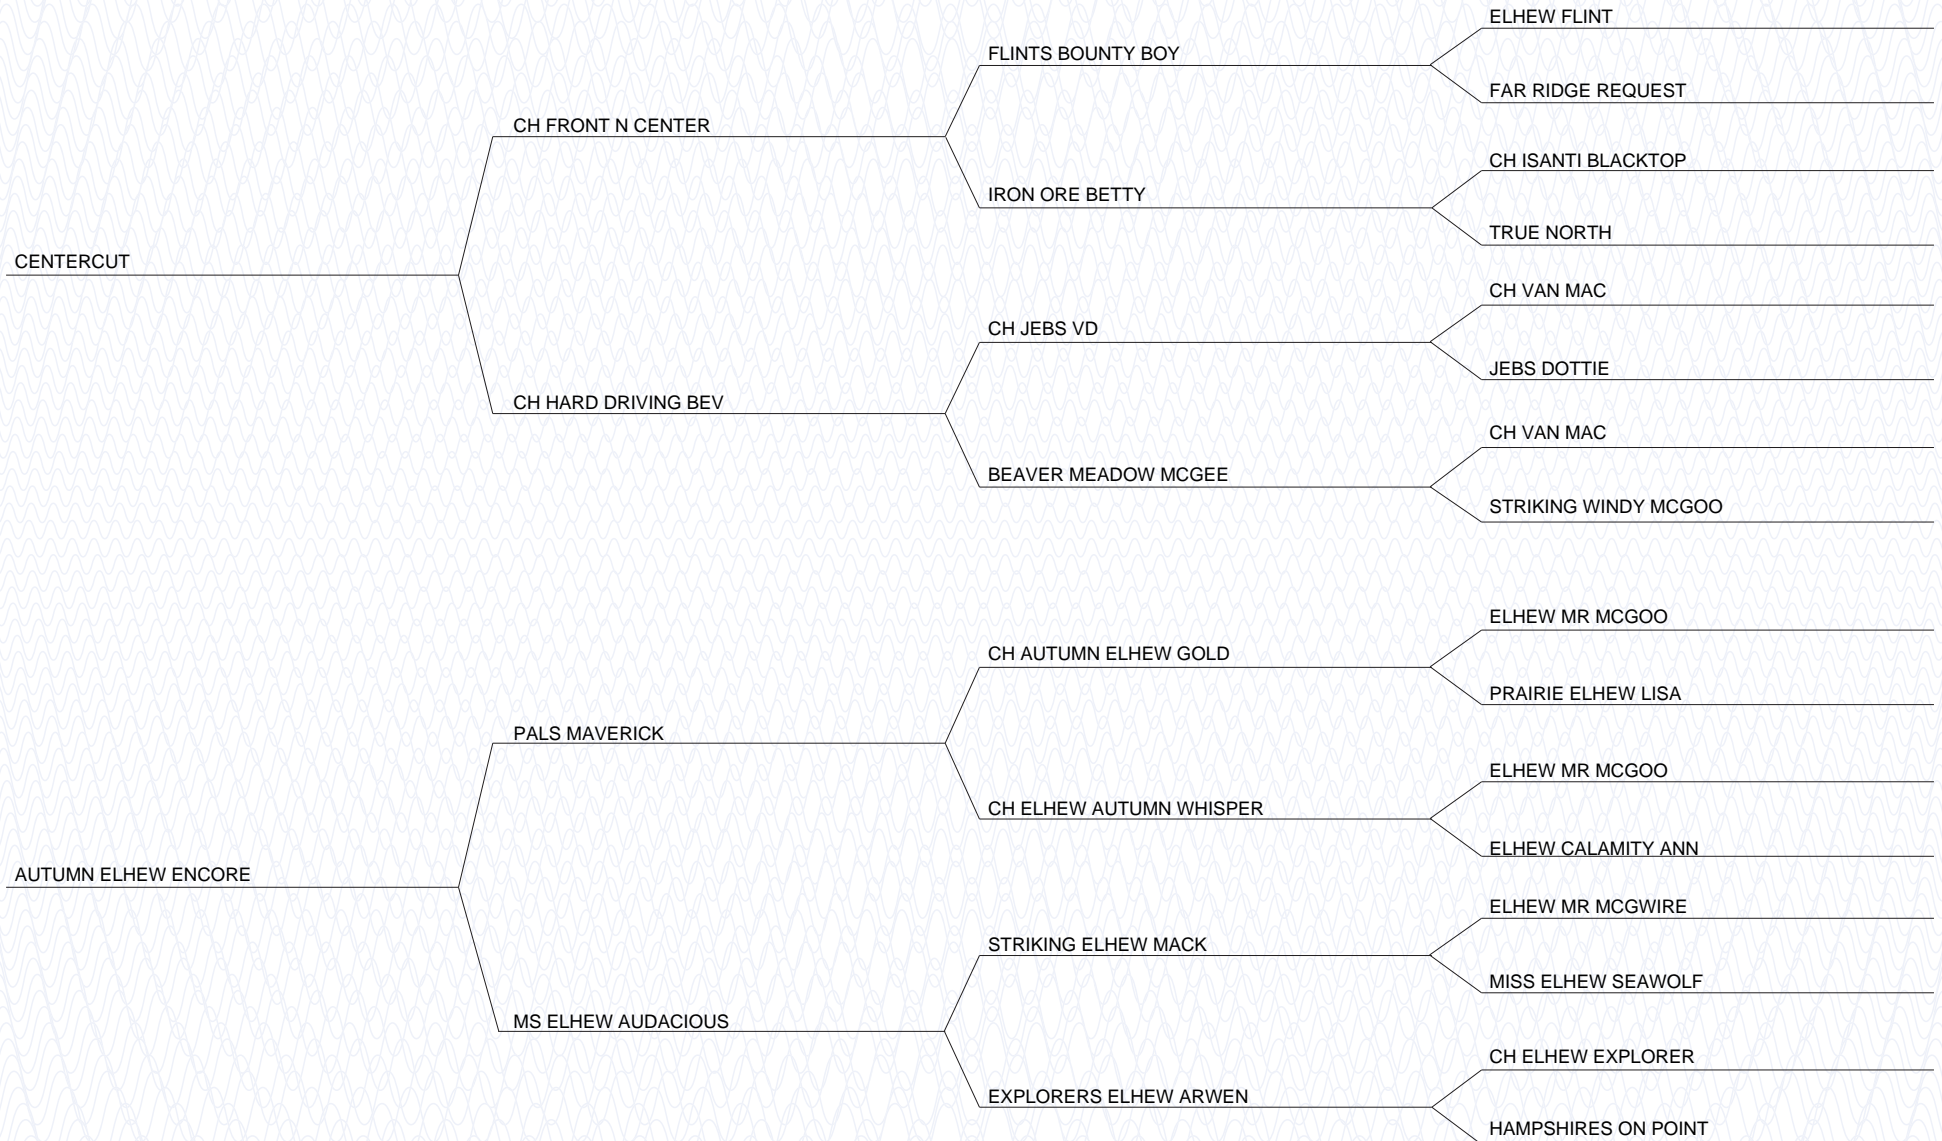 ELHEW FLINT
FLINTS BOUNTY BOY
FAR RIDGE REQUEST
CH FRONT N CENTER
CH ISANTI BLACKTOP
IRON ORE BETTY
TRUE NORTH
CENTERCUT
CH VAN MAC
CH JEBS VD
JEBS DOTTIE
CH HARD DRIVING BEV
CH VAN MAC
BEAVER MEADOW MCGEE
STRIKING WINDY MCGOO
ELHEW MR MCGOO
CH AUTUMN ELHEW GOLD
PRAIRIE ELHEW LISA
PALS MAVERICK
ELHEW MR MCGOO
CH ELHEW AUTUMN WHISPER
ELHEW CALAMITY ANN
AUTUMN ELHEW ENCORE
ELHEW MR MCGWIRE
STRIKING ELHEW MACK
MISS ELHEW SEAWOLF
MS ELHEW AUDACIOUS
CH ELHEW EXPLORER
EXPLORERS ELHEW ARWEN
HAMPSHIRES ON POINT